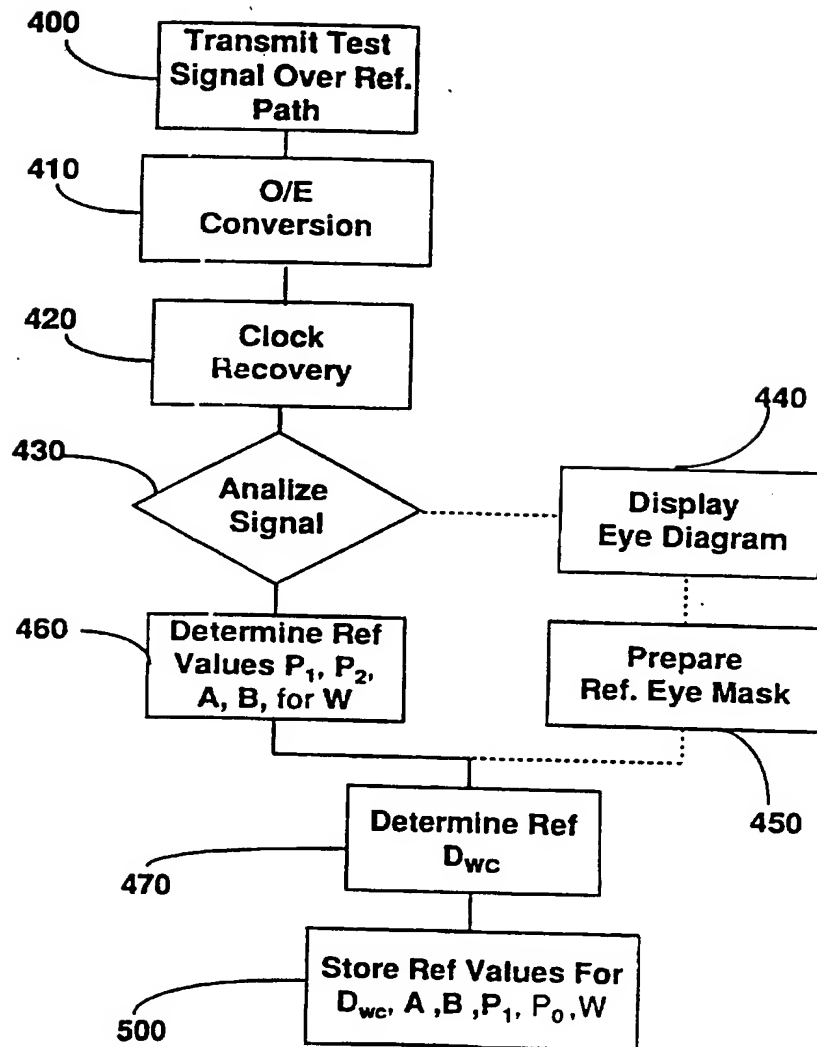 400
Transmit Test
Signal Over Ref.
Path
410
O/E
Conversion
420
Clock
Recovery
430
Analize
Signal
440
Display
Eye Diagram
460
Determine Ref
Values P₁, P₂,
A, B, for W
Prepare
Ref. Eye Mask
450
Determine Ref
D_WC
470
Store Ref Values For
D_wc, A ,B ,P₁, P₀,W
500